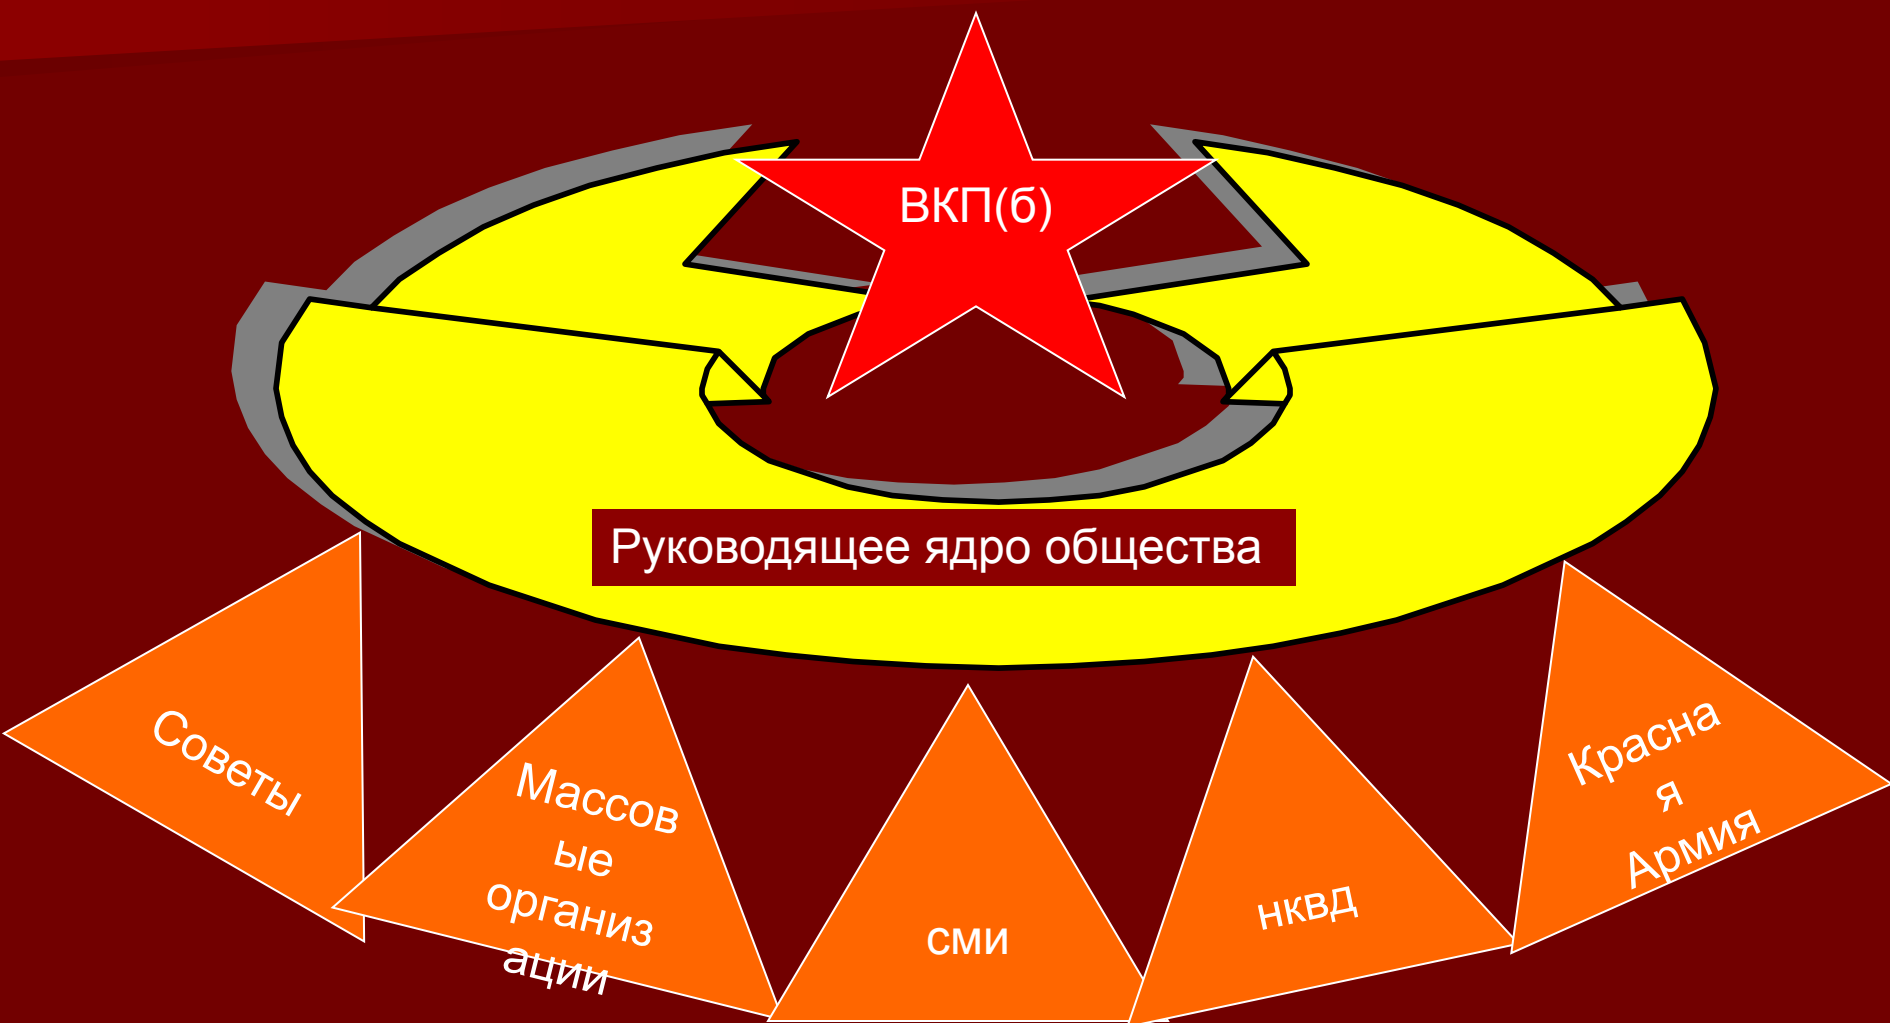 ВКП(б)
Руководящее ядро общества
Советы
Массов
ые
организ
ации
сми
нквд
Красна
я
Армия